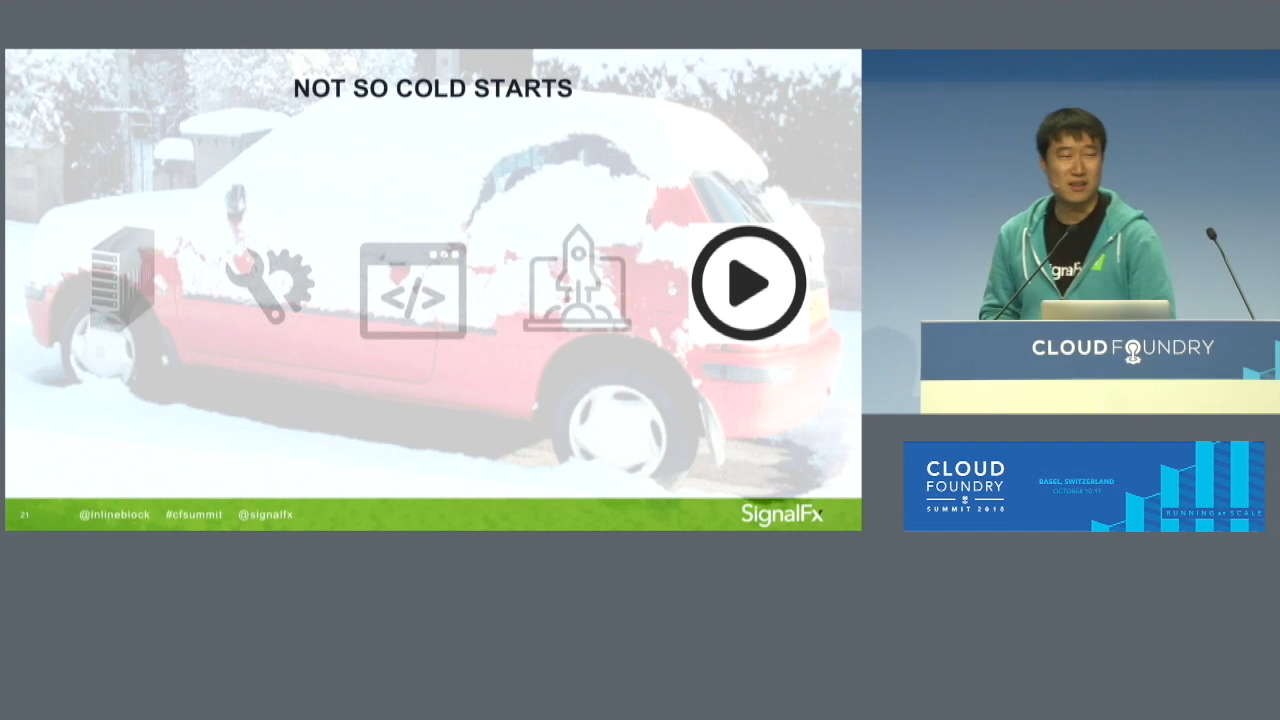 NOT SO COLD STARTS
</>
21 @inlineblock #cfsummit @signalfx
SignalFx
signalFx
CLOUD FOUNDRY
CLOUD
FOUNDRY
SUMMIT 2018
BASEL, SWITZERLAND
OCTOBER 10-11
RUNNING AT SCALE